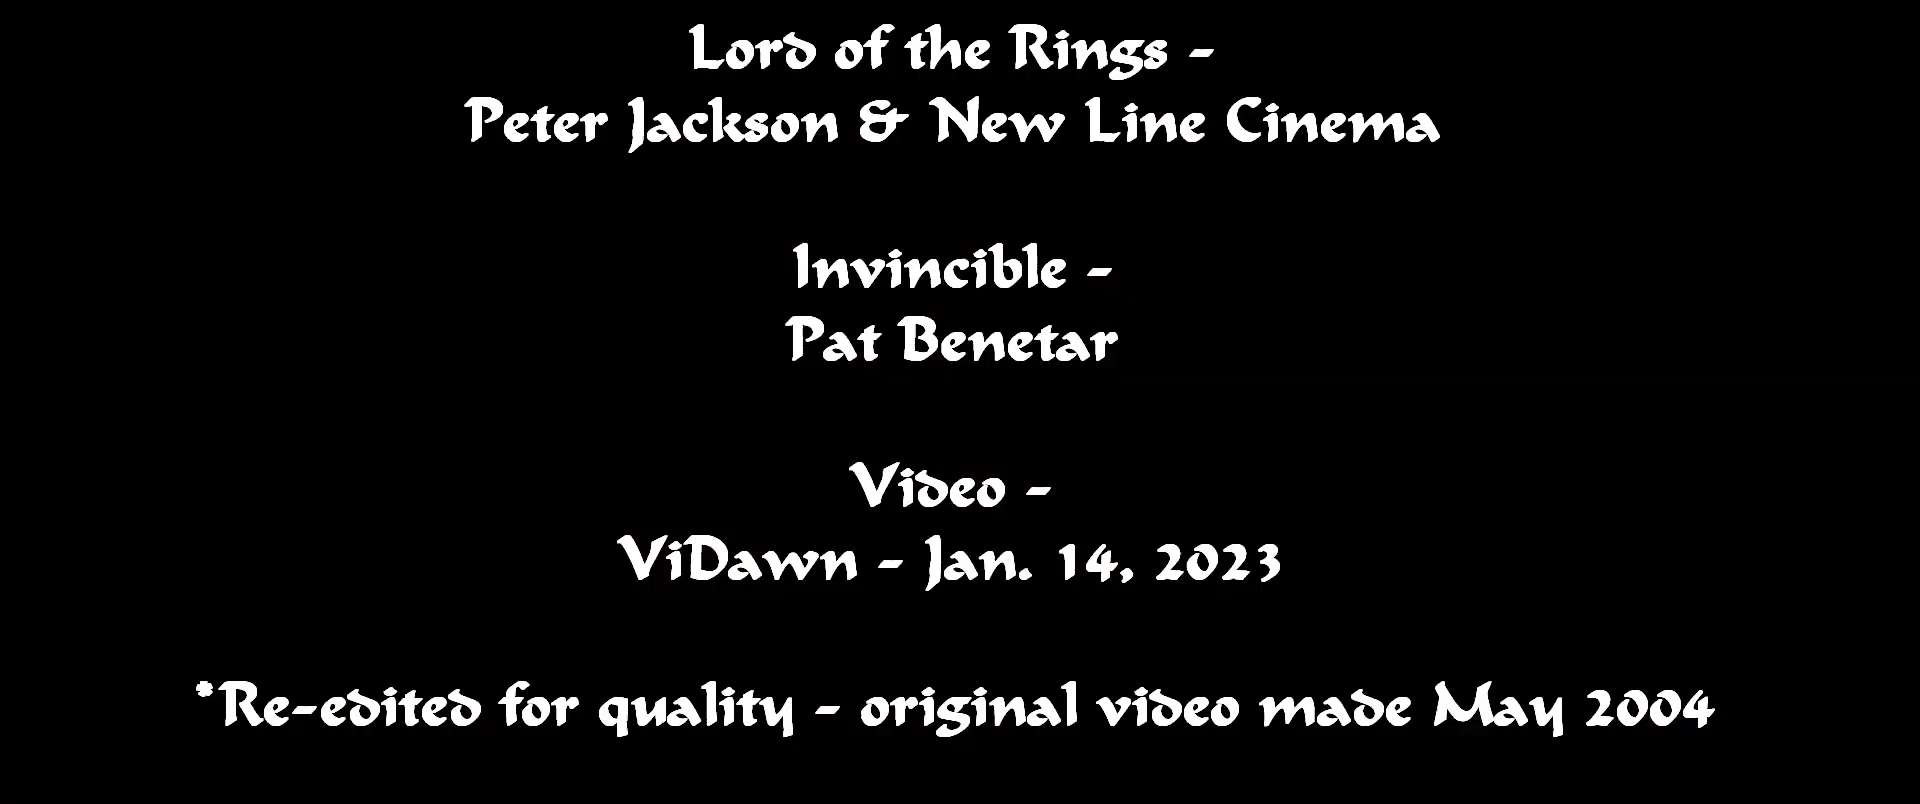 Lord of the Rings -
Peter Jackson & New Line Cinema
Invincible -
Pat Benetar
Video -
ViDawn - Jan. 14, 2023
*Re-edited for quality - original video made May 2004